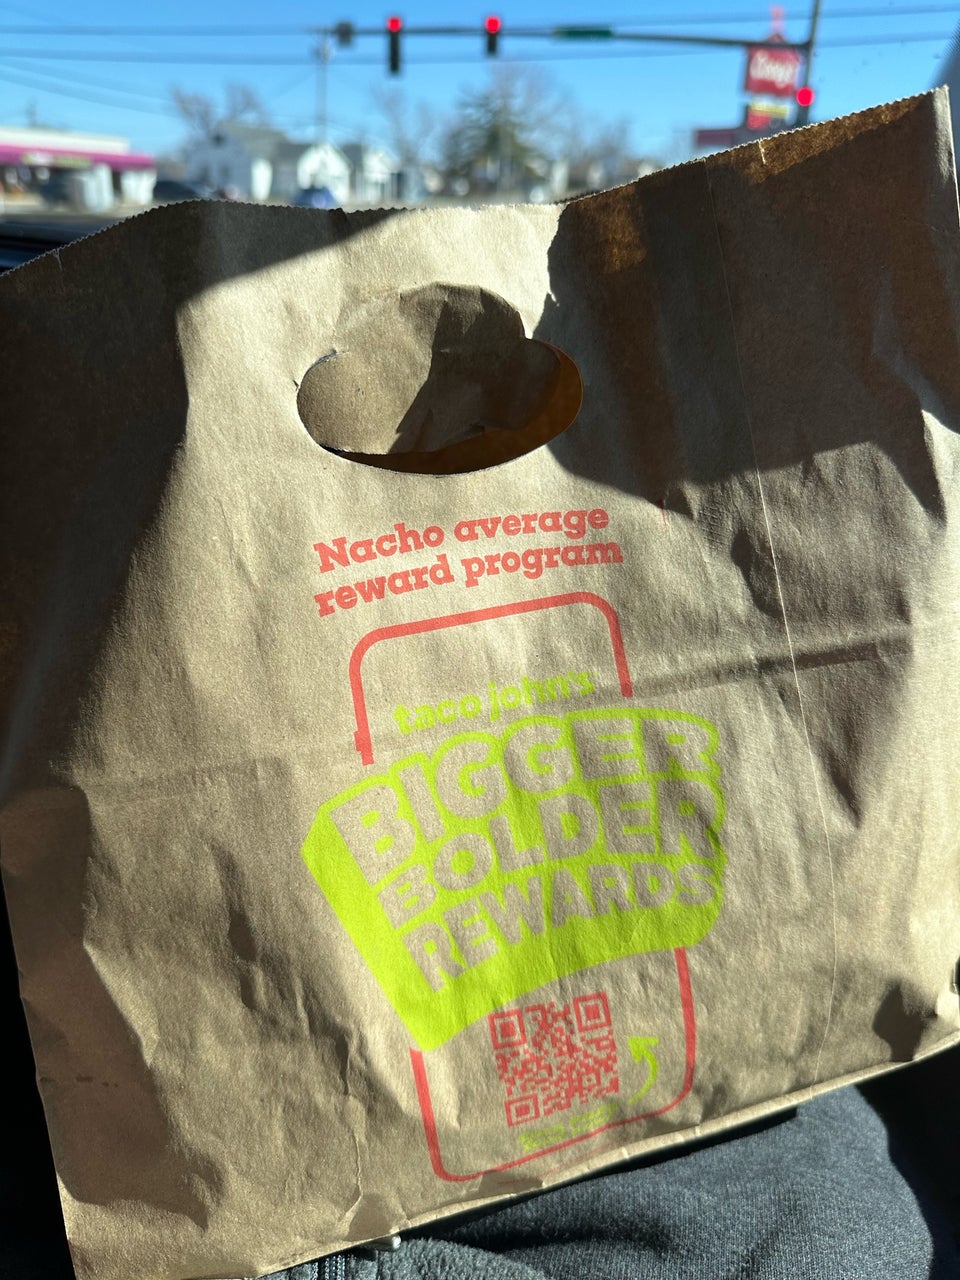 Nacho average
reward program
taco john's
BIGGER
BOLDER
REWARDS